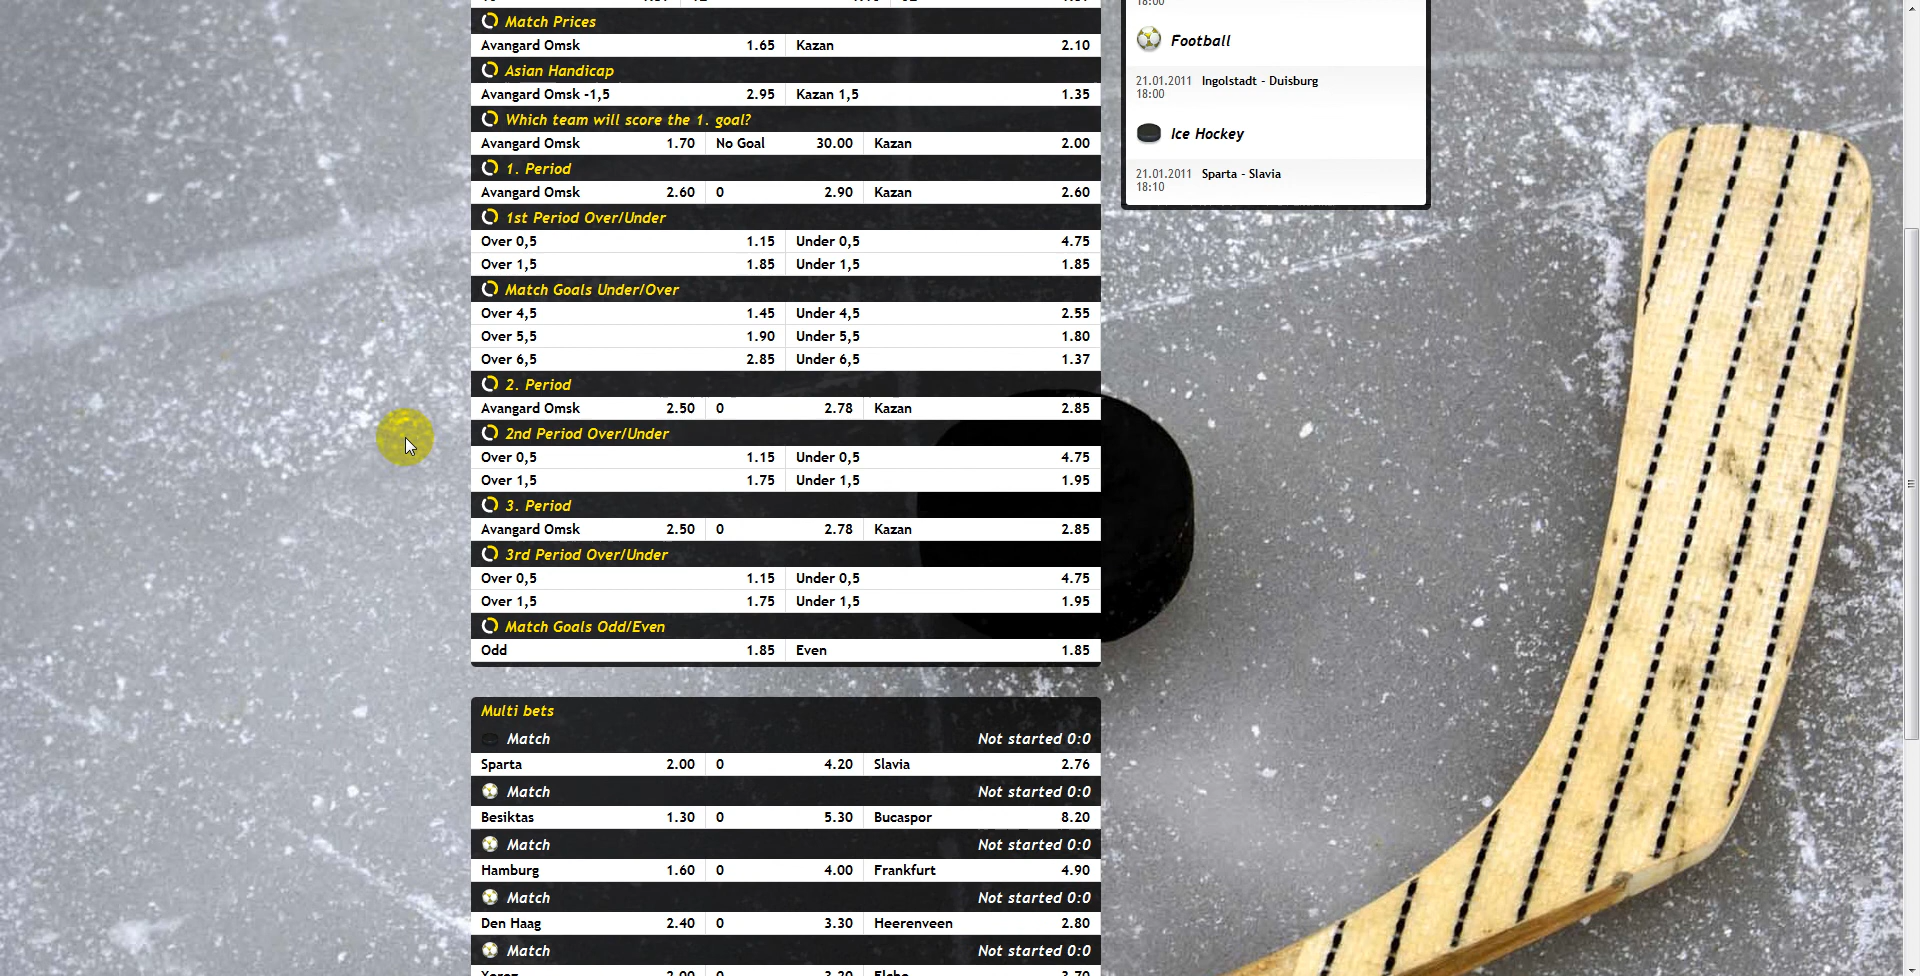 Match Prices
Avangard Omsk 1.65 Kazan 2.10
Asian Handicap
Avangard Omsk -1,5 2.95 Kazan 1,5 1.35
Which team will score the 1. goal?
Avangard Omsk 1.70 No Goal 30.00 Kazan 2.00
1. Period
Avangard Omsk 2.60 0 2.90 Kazan 2.60
1st Period Over/Under
Over 0,5 1.15 Under 0,5 4.75
Over 1,5 1.85 Under 1,5 1.85
Match Goals Under/Over
Over 4,5 1.45 Under 4,5 2.55
Over 5,5 1.90 Under 5,5 1.80
Over 6,5 2.85 Under 6,5 1.37
2. Period
Avangard Omsk 2.50 0 2.78 Kazan 2.85
2nd Period Over/Under
Over 0,5 1.15 Under 0,5 4.75
Over 1,5 1.75 Under 1,5 1.95
3. Period
Avangard Omsk 2.50 0 2.78 Kazan 2.85
3rd Period Over/Under
Over 0,5 1.15 Under 0,5 4.75
Over 1,5 1.75 Under 1,5 1.95
Match Goals Odd/Even
Odd 1.85 Even 1.85
Multi bets
Match Not started 0:0
Sparta 2.00 0 4.20 Slavia 2.76
Match Not started 0:0
Besiktas 1.30 0 5.30 Bucaspor 8.20
Match Not started 0:0
Hamburg 1.60 0 4.00 Frankfurt 4.90
Match Not started 0:0
Den Haag 2.40 0 3.30 Heerenveen 2.80
Match Not started 0:0
18:00
Football
21.01.2011 Ingolstadt - Duisburg
18:00
Ice Hockey
21.01.2011 Sparta - Slavia
18:10